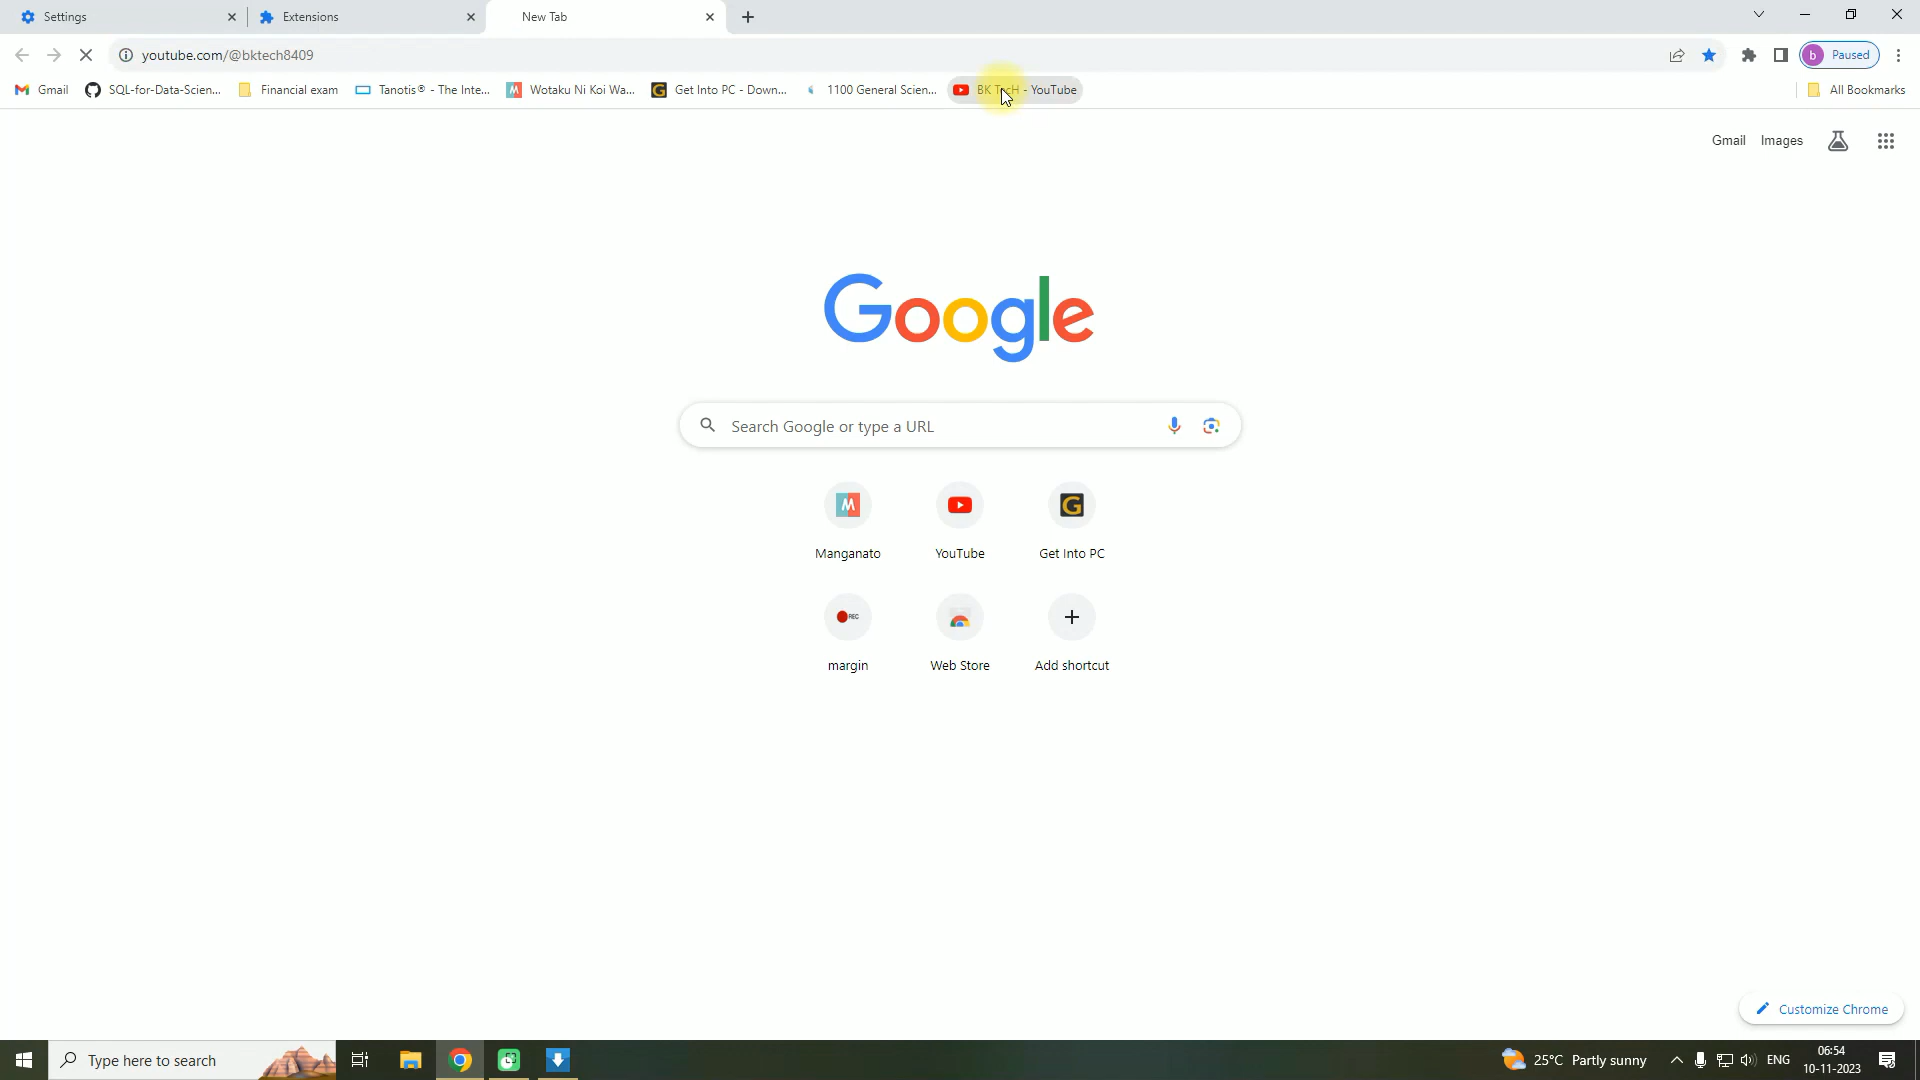 Settings
Extensions
New Tab
youtube.com/@bktech8409
b Paused
Gmail
SQL-for-Data-Scien...
Financial exam
Tanotis® - The Inte...
Wotaku Ni Koi Wa...
Get Into PC - Down...
1100 General Scien...
BK TecH - YouTube
All Bookmarks
Gmail Images
Google
Search Google or type a URL
Manganato
YouTube
Get Into PC
REC
margin
Web Store
Add shortcut
Customize Chrome
Type here to search
25°C Partly sunny
ENG
06:54
10-11-2023